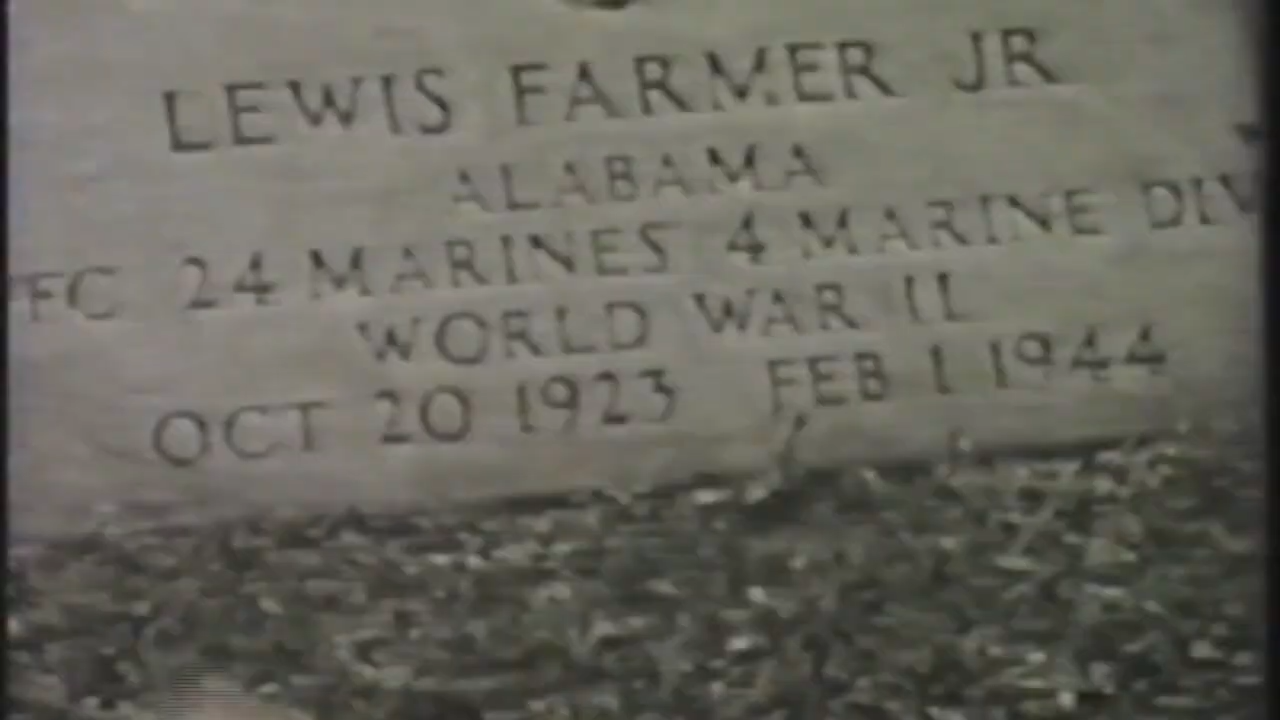 LEWIS FARMER JR
ALABAMA
FC 24 MARINES 4 MARINE DIV
WORLD WAR II
OCT 20 1923 FEB 1 1944